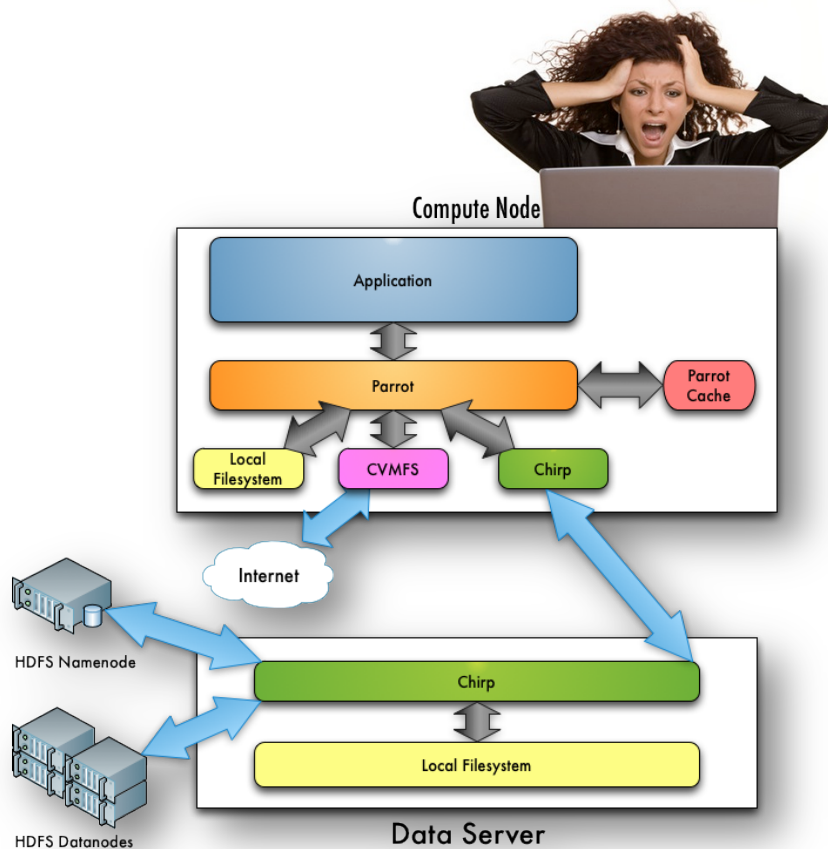 Compute Node
Application
Parrot
Parrot
Cache
Local
Filesystem
CVMFS
Chirp
Internet
HDFS Namenode
Chirp
Local Filesystem
HDFS Datanodes
Data Server